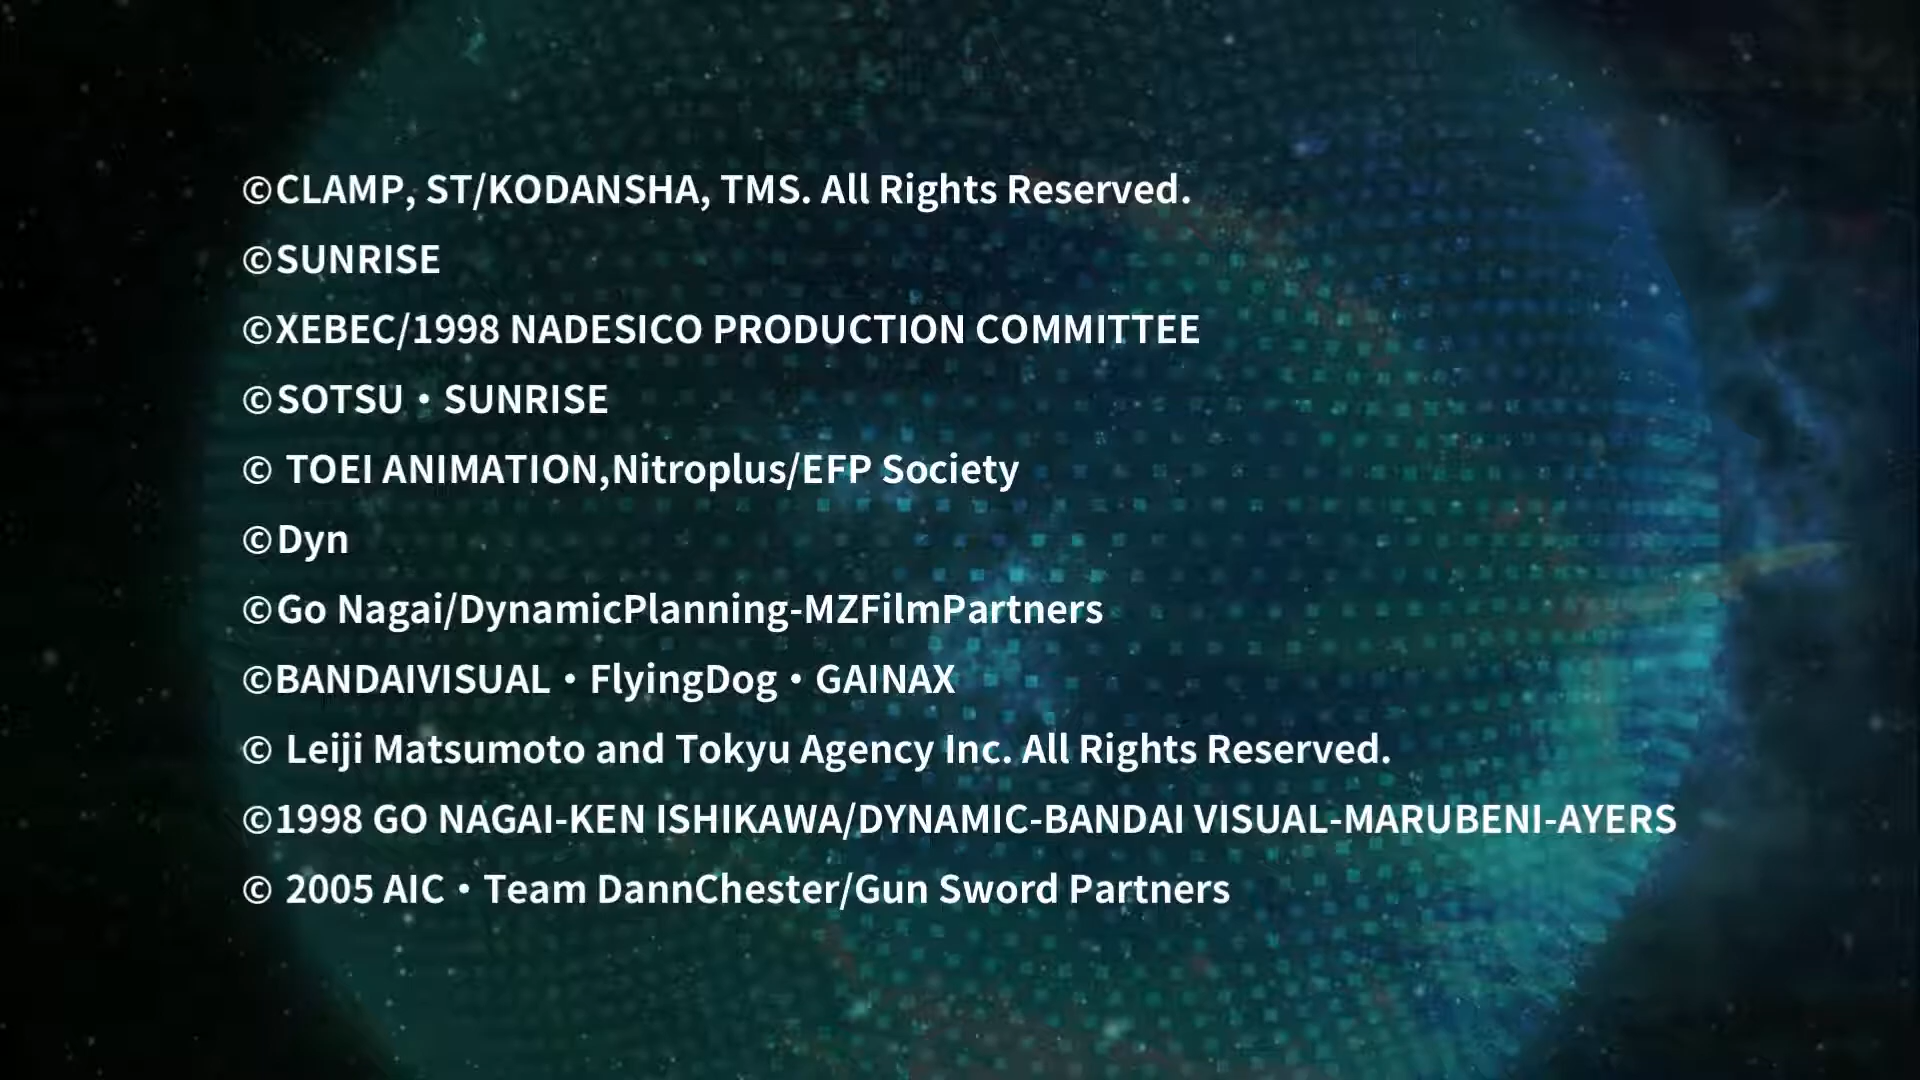 ©CLAMP, ST/KODANSHA, TMS. All Rights Reserved.
©SUNRISE
©XEBEC/1998 NADESICO PRODUCTION COMMITTEE
©SOTSU・SUNRISE
© TOEI ANIMATION,Nitroplus/EFP Society
©Dyn
©Go Nagai/DynamicPlanning-MZFilmPartners
©BANDAIVISUAL・FlyingDog・GAINAX
© Leiji Matsumoto and Tokyu Agency Inc. All Rights Reserved.
©1998 GO NAGAI-KEN ISHIKAWA/DYNAMIC-BANDAI VISUAL-MARUBENI-AYERS
© 2005 AIC・Team DannChester/Gun Sword Partners